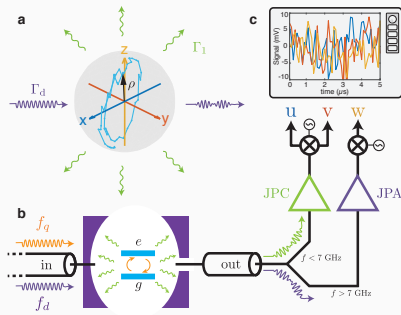 a
Γ₁
z
Γd
ρ
x
y
c
Signal (mV)
10
5
0
-5
-10
0
1
2
3
4
5
time (μs)
u
v
w
JPC
JPA
b
fq
in
fd
e
g
out
f < 7 GHz
f > 7 GHz